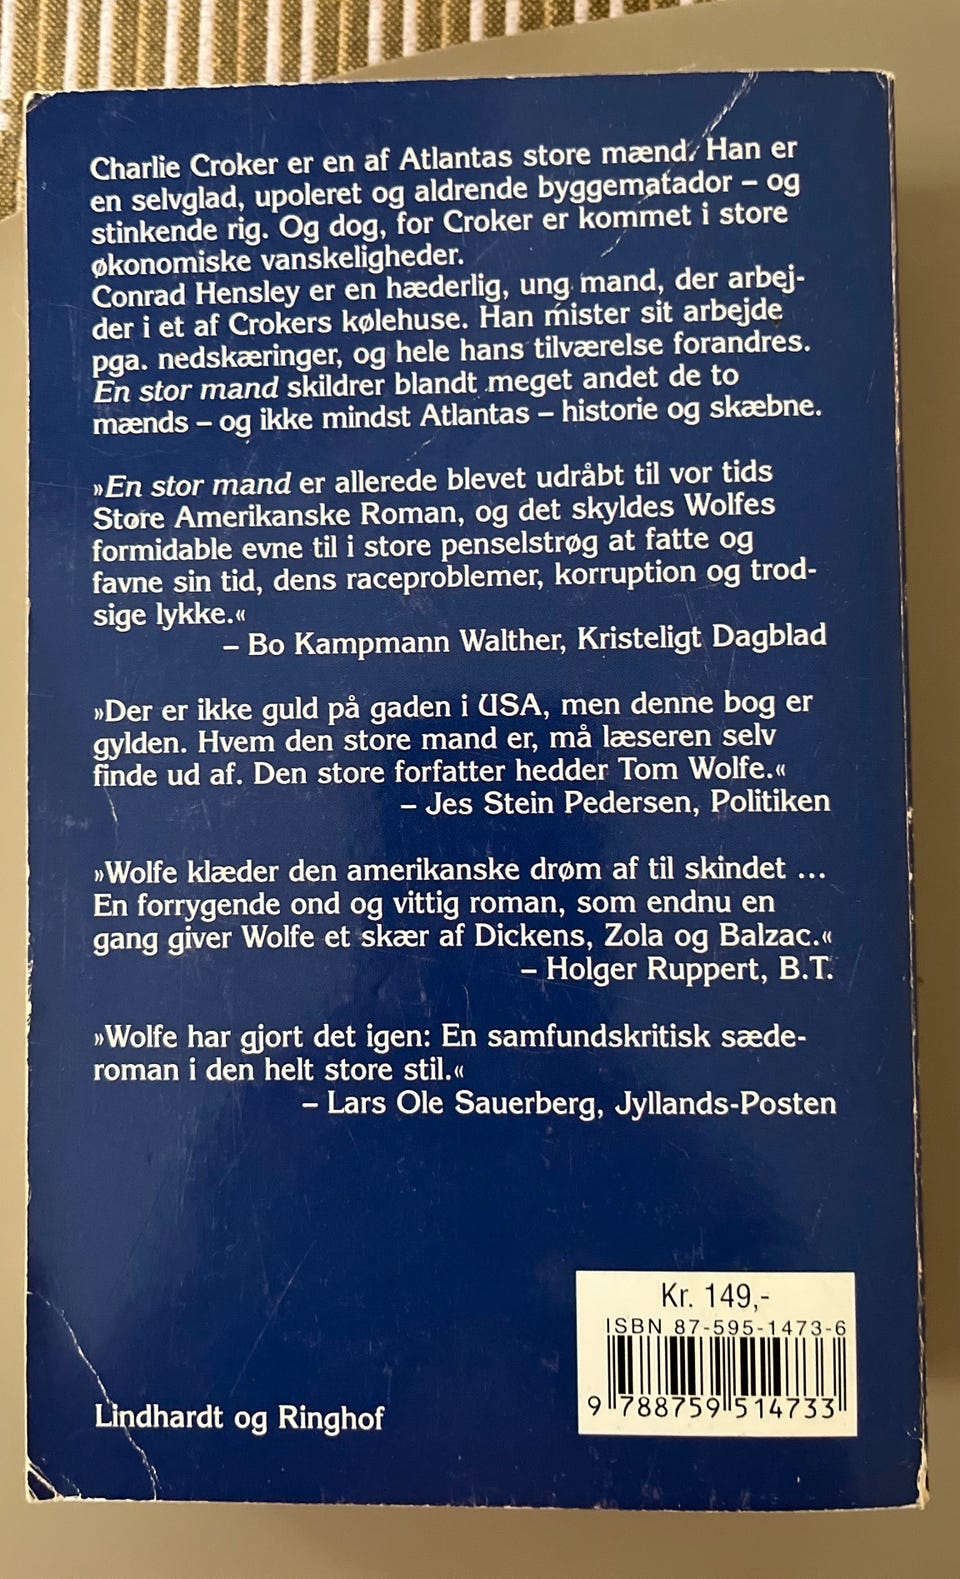 Charlie Croker er en af Atlantas store mænd. Han er
en selvglad, upoleret og aldrende byggematador – og
stinkende rig. Og dog, for Croker er kommet i store
økonomiske vanskeligheder.
Conrad Hensley er en hæderlig, ung mand, der arbej-
der i et af Crokers kølehuse. Han mister sit arbejde
pga. nedskæringer, og hele hans tilværelse forandres.
En stor mand skildrer blandt meget andet de to
mænds – og ikke mindst Atlantas – historie og skæbne.
»En stor mand er allerede blevet udråbt til vor tids
Store Amerikanske Roman, og det skyldes Wolfes
formidable evne til i store penselstrøg at fatte og
favne sin tid, dens raceproblemer, korruption og trod-
sige lykke.«
– Bo Kampmann Walther, Kristeligt Dagblad
»Der er ikke guld på gaden i USA, men denne bog er
gylden. Hvem den store mand er, må læseren selv
finde ud af. Den store forfatter hedder Tom Wolfe.«
– Jes Stein Pedersen, Politiken
»Wolfe klæder den amerikanske drøm af til skindet ...
En forrygende ond og vittig roman, som endnu en
gang giver Wolfe et skær af Dickens, Zola og Balzac.«
– Holger Ruppert, B.T.
»Wolfe har gjort det igen: En samfundskritisk sæde-
roman i den helt store stil.«
– Lars Ole Sauerberg, Jyllands-Posten
Kr. 149,-
ISBN 87-595-1473-6
9 788759 514733
Lindhardt og Ringhof